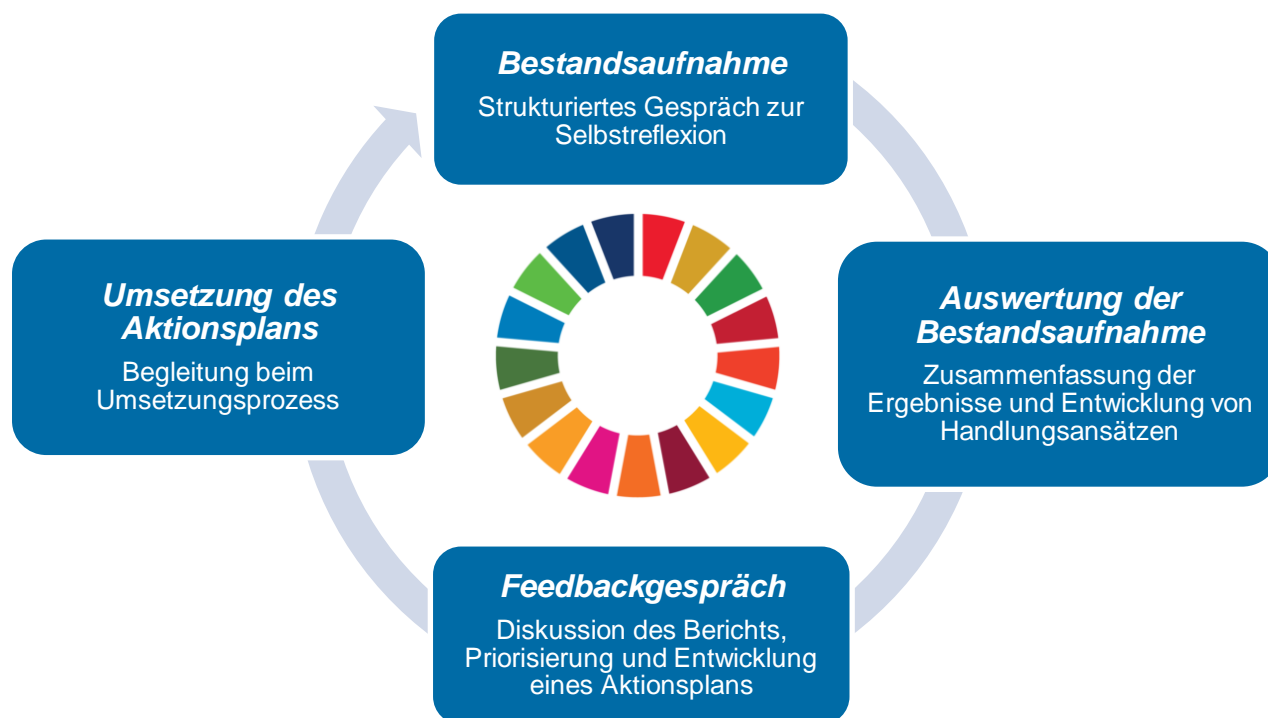 Bestandsaufnahme
Strukturiertes Gespräch zur
Selbstreflexion
Auswertung der
Bestandsaufnahme
Zusammenfassung der
Ergebnisse und Entwicklung von
Handlungsansätzen
Feedbackgespräch
Diskussion des Berichts,
Priorisierung und Entwicklung
eines Aktionsplans
Umsetzung des
Aktionsplans
Begleitung beim
Umsetzungsprozess